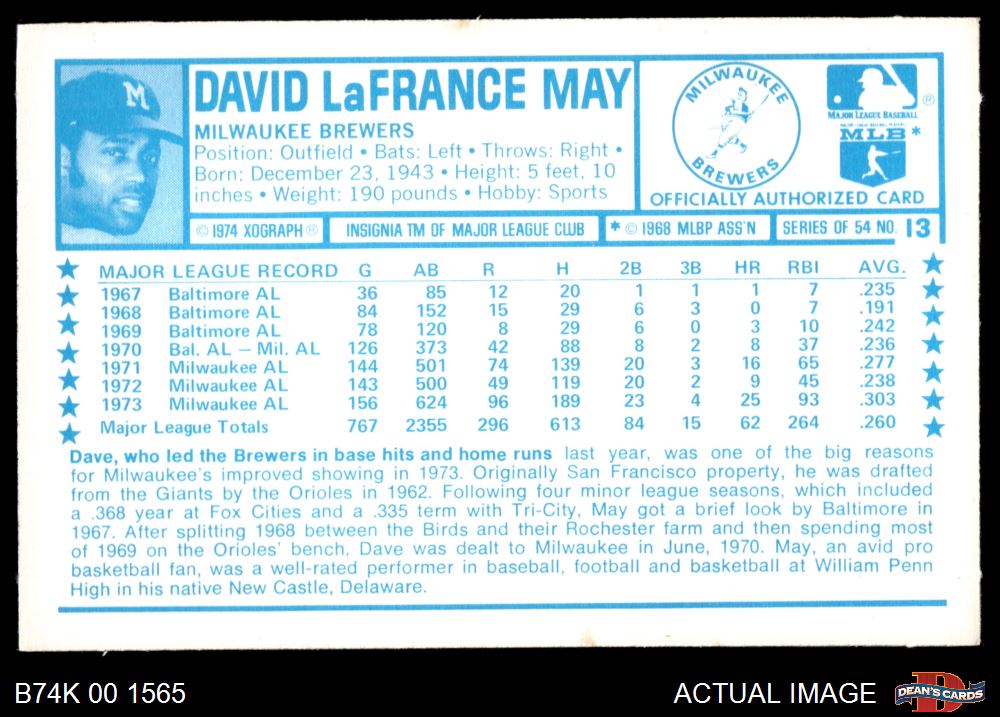 M
DAVID LaFRANCE MAY
MILWAUKEE BREWERS
Position: Outfield • Bats: Left • Throws: Right •
Born: December 23, 1943 • Height: 5 feet, 10
inches • Weight: 190 pounds • Hobby: Sports
MILWAUKEE
BREWERS
MAJOR LEAGUE BASEBALL ®
MLB *
OFFICIALLY AUTHORIZED CARD
© 1974 XOGRAPH ® INSIGNIA TM OF MAJOR LEAGUE CLUB * © 1968 MLBP ASS'N SERIES OF 54 NO. 13
MAJOR LEAGUE RECORD G AB R H 2B 3B HR RBI AVG.
1967 Baltimore AL 36 85 12 20 1 1 1 7 .235
1968 Baltimore AL 84 152 15 29 6 3 0 7 .191
1969 Baltimore AL 78 120 8 29 6 0 3 10 .242
1970 Bal. AL – Mil. AL 126 373 42 88 8 2 8 37 .236
1971 Milwaukee AL 144 501 74 139 20 3 16 65 .277
1972 Milwaukee AL 143 500 49 119 20 2 9 45 .238
1973 Milwaukee AL 156 624 96 189 23 4 25 93 .303
Major League Totals 767 2355 296 613 84 15 62 264 .260
Dave, who led the Brewers in base hits and home runs last year, was one of the big reasons
for Milwaukee's improved showing in 1973. Originally San Francisco property, he was drafted
from the Giants by the Orioles in 1962. Following four minor league seasons, which included
a .368 year at Fox Cities and a .335 term with Tri-City, May got a brief look by Baltimore in
1967. After splitting 1968 between the Birds and their Rochester farm and then spending most
of 1969 on the Orioles' bench, Dave was dealt to Milwaukee in June, 1970. May, an avid pro
basketball fan, was a well-rated performer in baseball, football and basketball at William Penn
High in his native New Castle, Delaware.
B74K 00 1565
ACTUAL IMAGE
D
DEAN'S CARDS